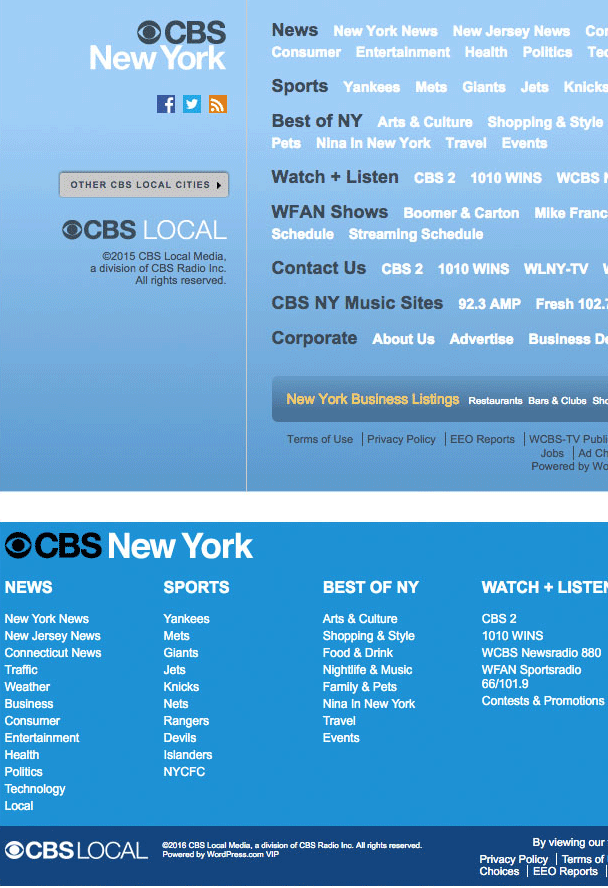 CBS
New York
OTHER CBS LOCAL CITIES
CBS LOCAL
©2015 CBS Local Media,
a division of CBS Radio Inc.
All rights reserved.
News New York News New Jersey News
Consumer Entertainment Health Politics
Sports Yankees Mets Giants Jets Knicks
Best of NY Arts & Culture Shopping & Style
Pets Nina In New York Travel Events
Watch + Listen CBS 2 1010 WINS WCBS
WFAN Shows Boomer & Carton Mike
Schedule Streaming Schedule
Contact Us CBS 2 1010 WINS WLNY-TV
CBS NY Music Sites 92.3 AMP Fresh 102.7
Corporate About Us Advertise Business
New York Business Listings Restaurants Bars & Clubs
Terms of Use | Privacy Policy | EEO Reports | WCBS-TV
Jobs | Ad
Powered by
CBS New York
NEWS
New York News
New Jersey News
Connecticut News
Traffic
Weather
Business
Consumer
Entertainment
Health
Politics
Technology
Local
SPORTS
Yankees
Mets
Giants
Jets
Knicks
Nets
Rangers
Devils
Islanders
NYCFC
BEST OF NY
Arts & Culture
Shopping & Style
Food & Drink
Nightlife & Music
Family & Pets
Nina In New York
Travel
Events
WATCH + LISTEN
CBS 2
1010 WINS
WCBS Newsradio 880
WFAN Sportsradio
66/101.9
Contests & Promotions
CBS LOCAL
©2016 CBS Local Media, a division of CBS Radio Inc. All rights reserved.
Powered by WordPress.com VIP
By viewing our
Privacy Policy | Terms of
Choices | EEO Reports |